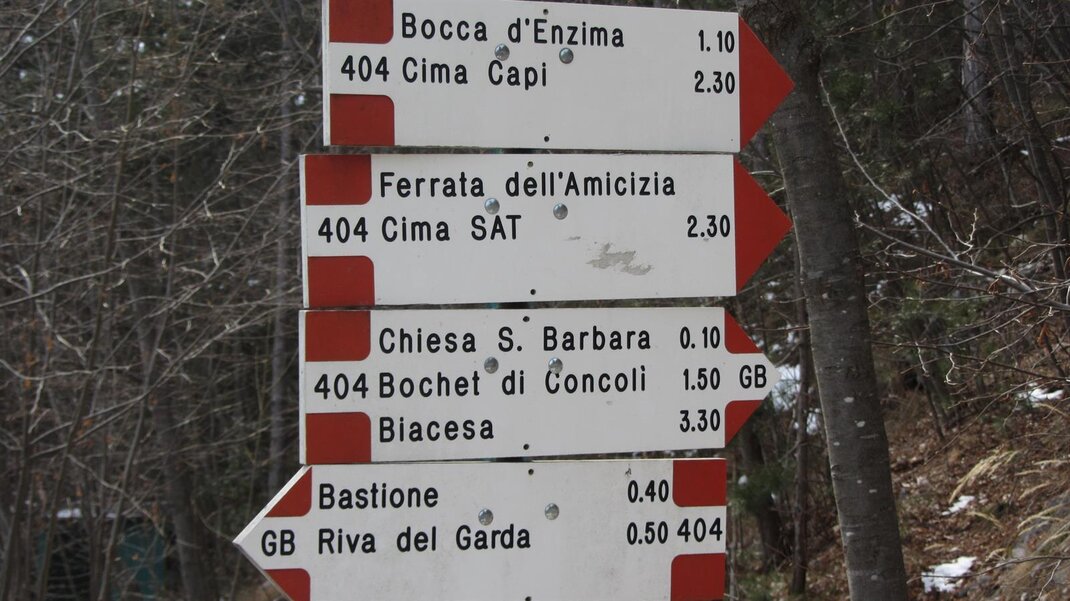 Bocca d'Enzima 1.10
404 Cima Capi 2.30
Ferrata dell'Amicizia
404 Cima SAT 2.30
Chiesa S. Barbara 0.10
404 Bochet di Concolì 1.50 GB
Biacesa 3.30
Bastione 0.40
GB Riva del Garda 0.50 404